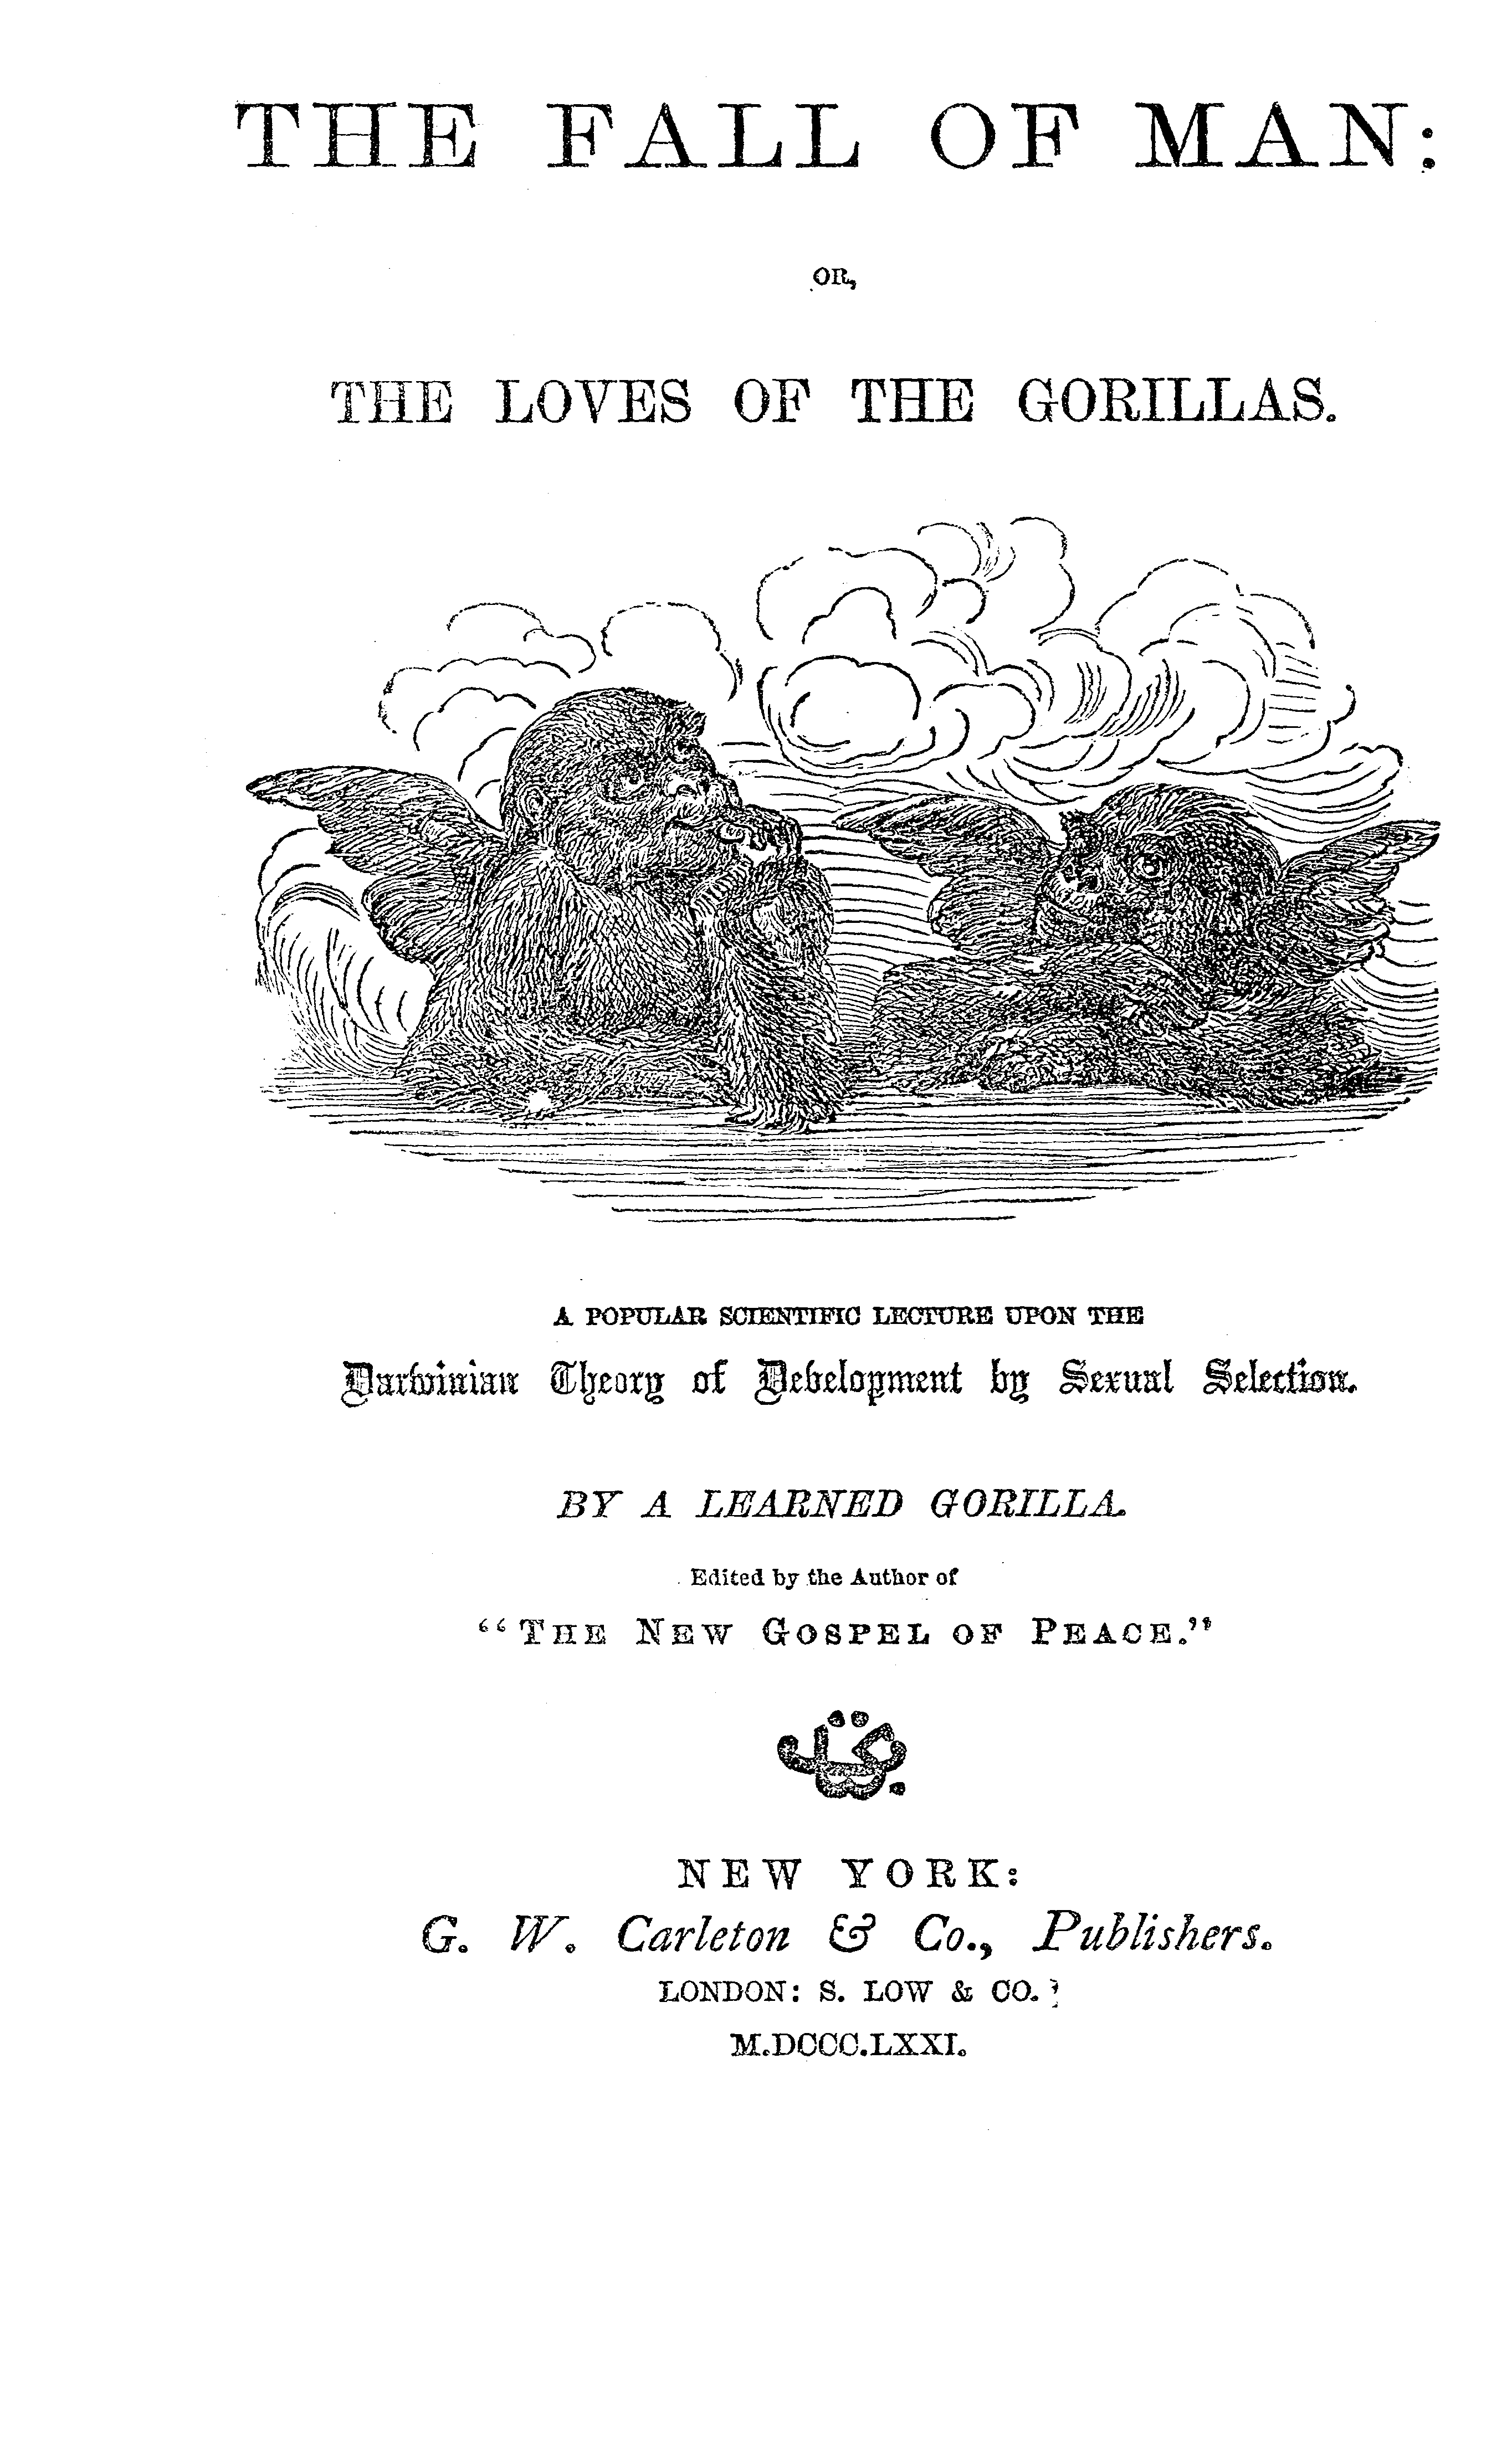 THE FALL OF MAN:
OR,
THE LOVES OF THE GORILLAS.
A POPULAR SCIENTIFIC LECTURE UPON THE
Darwinian Theory of Development by Sexual Selection.
BY A LEARNED GORILLA.
Edited by the Author of
“THE NEW GOSPEL OF PEACE.”
NEW YORK:
G. W. Carleton & Co., Publishers.
LONDON: S. LOW & CO.
M.DCCC.LXXI.